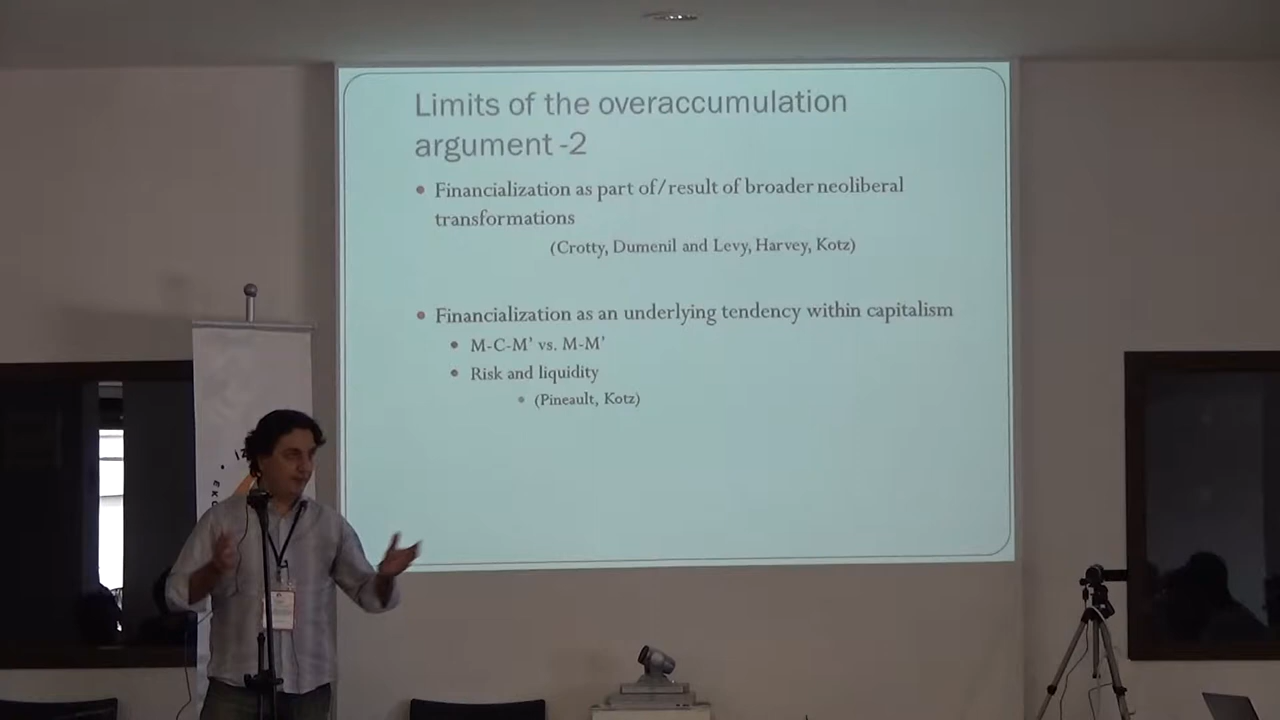 Limits of the overaccumulation
argument -2
• Financialization as part of/result of broader neoliberal
transformations
(Crotty, Dumenil and Levy, Harvey, Kotz)
• Financialization as an underlying tendency within capitalism
• M-C-M’ vs. M-M’
• Risk and liquidity
• (Pineault, Kotz)